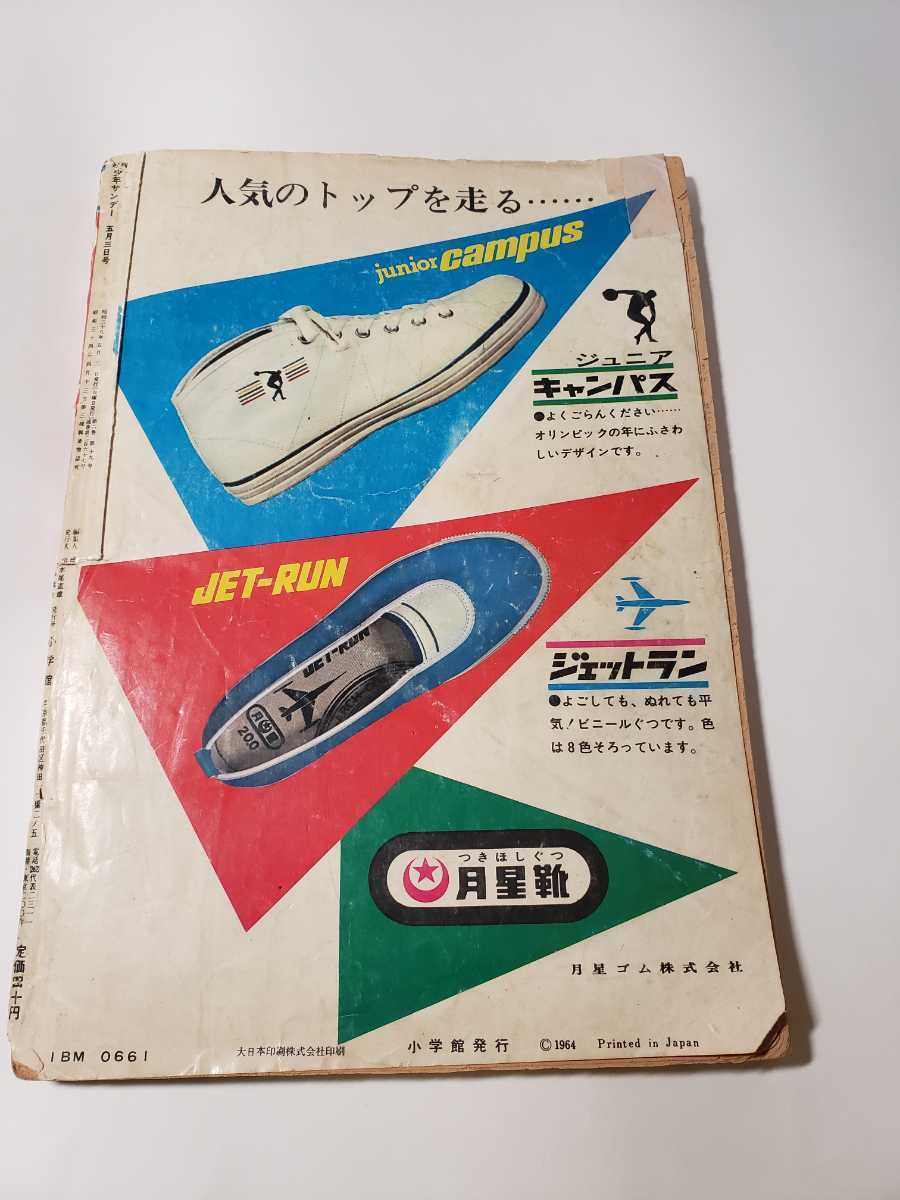 人気のトップを走る……
junior campus
ジュニア
キャンパス
●よくごらんください……
オリンピックの年にふさわ
しいデザインです。
JET-RUN
JET-RUN
月星
200
ジェットラン
●よごしても、ぬれても平
気！ビニールぐつです。色
は8色そろっています。
つきほしぐつ
月星靴
月星ゴム株式会社
少年サンデー 五月三日号
定価四十円
IBM 0661
大日本印刷株式会社印刷
小学館発行
©1964 Printed in Japan